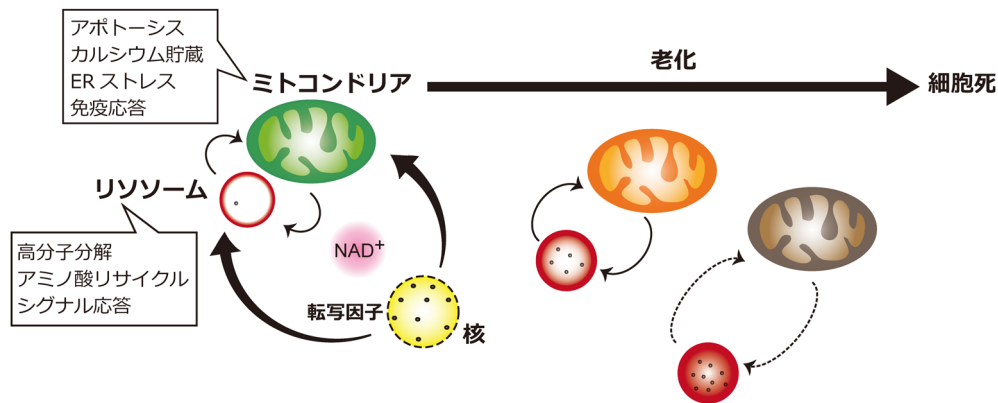 アポトーシス
カルシウム貯蔵
ER ストレス
免疫応答
ミトコンドリア
老化
細胞死
リソソーム
高分子分解
アミノ酸リサイクル
シグナル応答
NAD⁺
転写因子
核